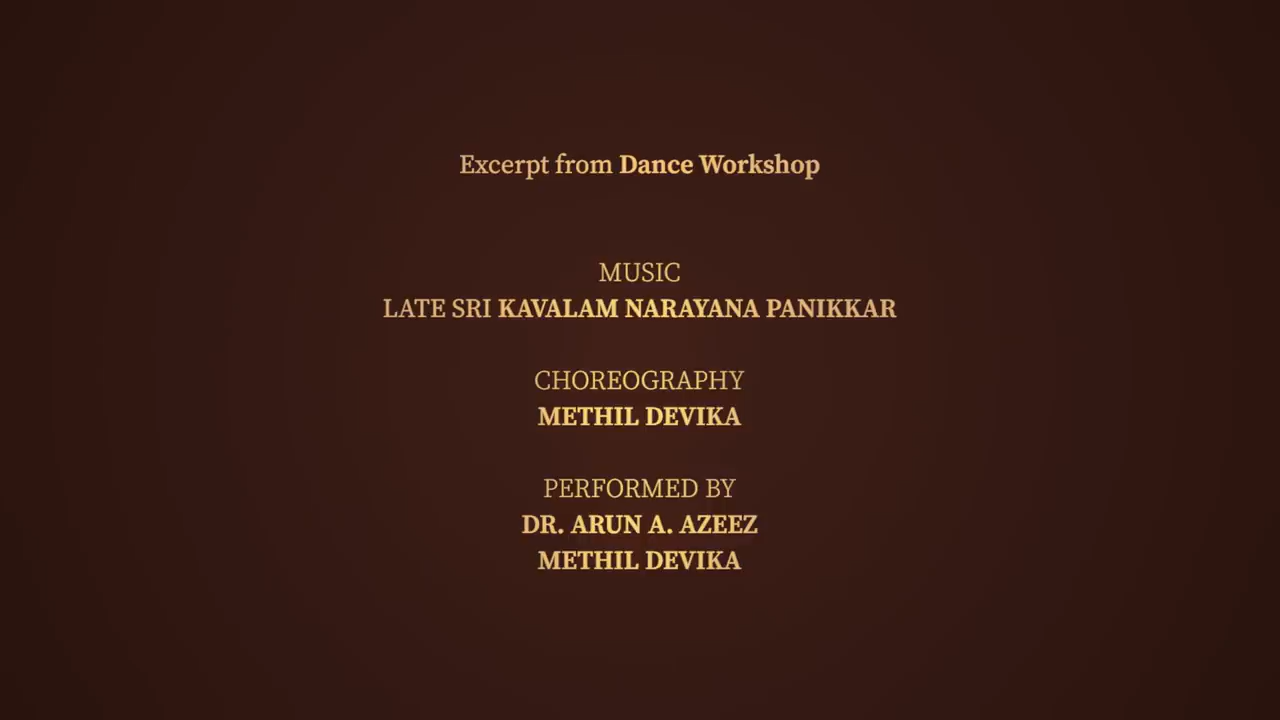 Excerpt from Dance Workshop
MUSIC
LATE SRI KAVALAM NARAYANA PANIKKAR
CHOREOGRAPHY
METHIL DEVIKA
PERFORMED BY
DR. ARUN A. AZEEZ
METHIL DEVIKA